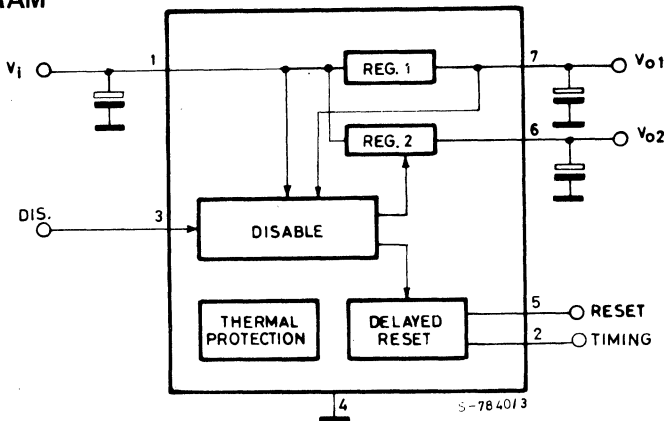 1
REG. 1
7
Vo1
Vi
REG. 2
6
Vo2
DIS.
3
DISABLE
5
RESET
THERMAL
PROTECTION
DELAYED
RESET
2
TIMING
4
S-7840/3